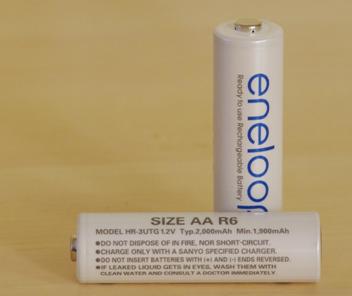 eneloop
Ready to use Rechargeable Battery
SIZE AA R6
MODEL HR-3UTG 1.2V Typ.2,000mAh Min.1,900mAh
●DO NOT DISPOSE OF IN FIRE, NOR SHORT-CIRCUIT.
●CHARGE ONLY WITH A SANYO SPECIFIED CHARGER.
●DO NOT INSERT BATTERIES WITH (+) AND (-) ENDS REVERSED.
●IF LEAKED LIQUID GETS IN EYES, WASH THEM WITH
CLEAN WATER AND CONSULT A DOCTOR IMMEDIATELY.